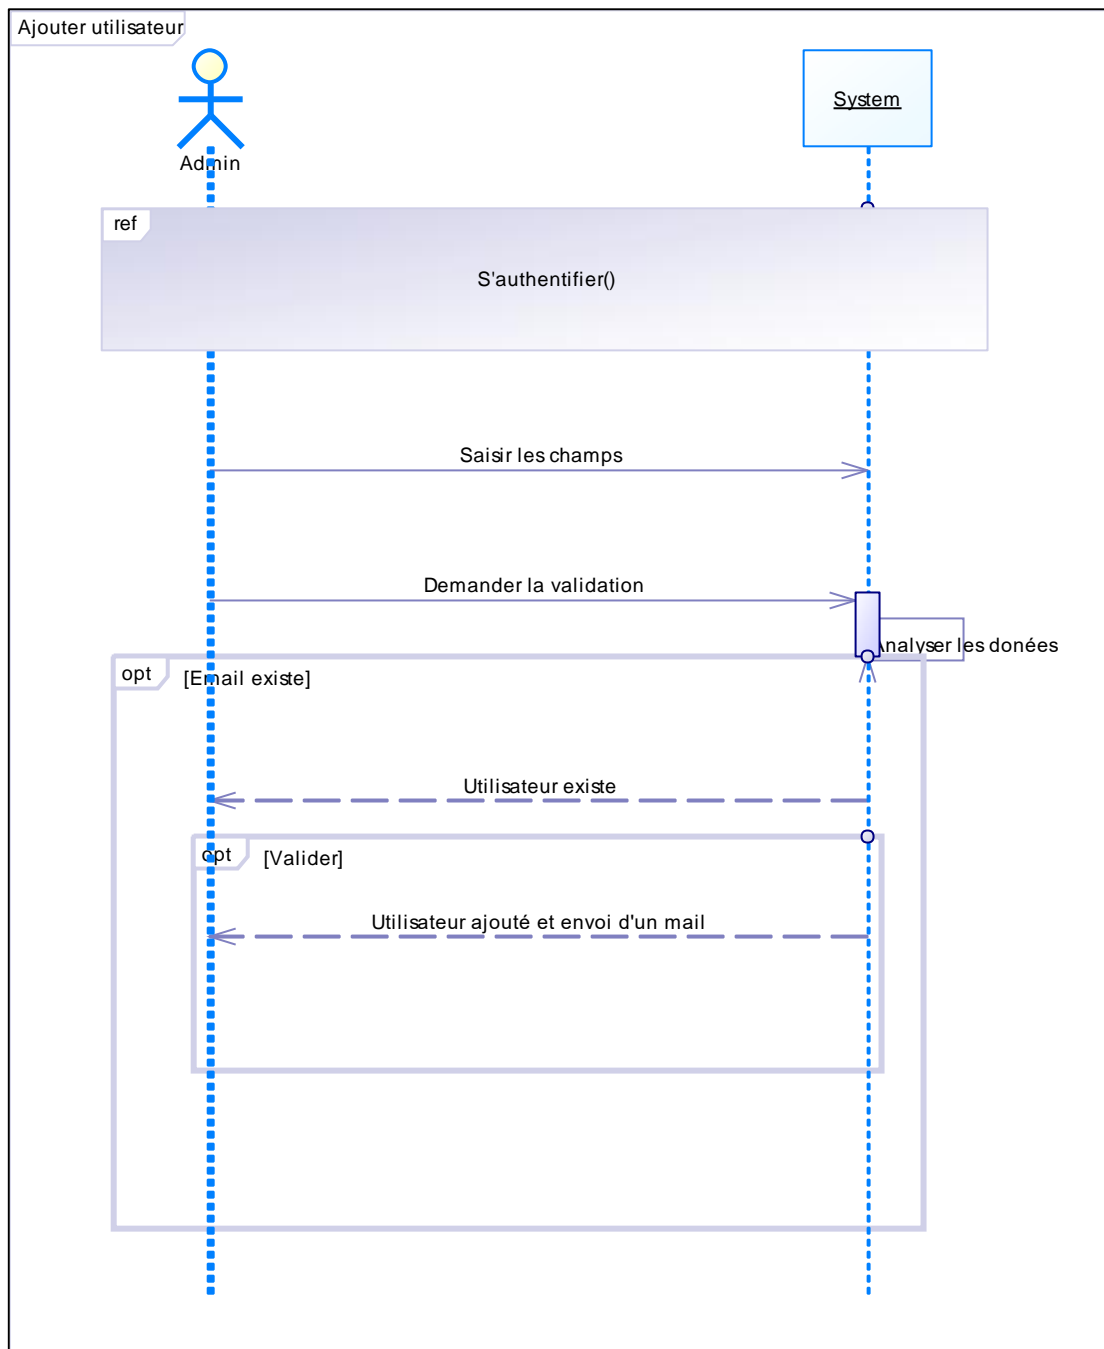 Ajouter utilisateur
System
Admin
ref
S'authentifier()
Saisir les champs
Demander la validation
Analyser les donées
opt
[Email existe]
Utilisateur existe
opt
[Valider]
Utilisateur ajouté et envoi d'un mail